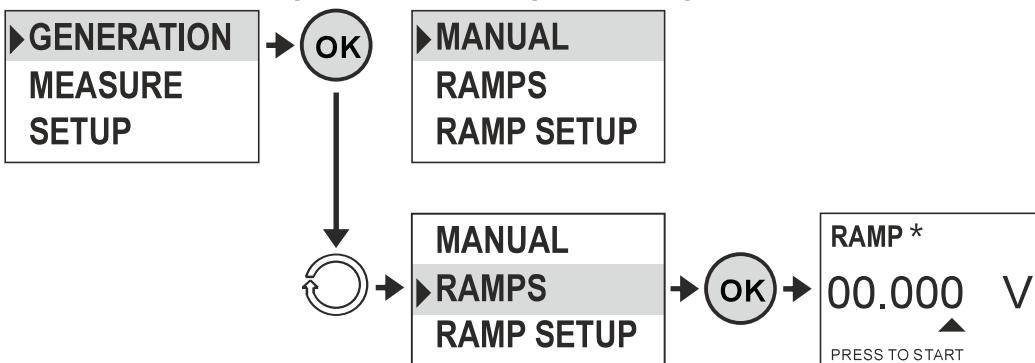 GENERATION
MEASURE
SETUP
OK
MANUAL
RAMPS
RAMP SETUP
MANUAL
RAMPS
RAMP SETUP
OK
RAMP *
00.000 V
PRESS TO START